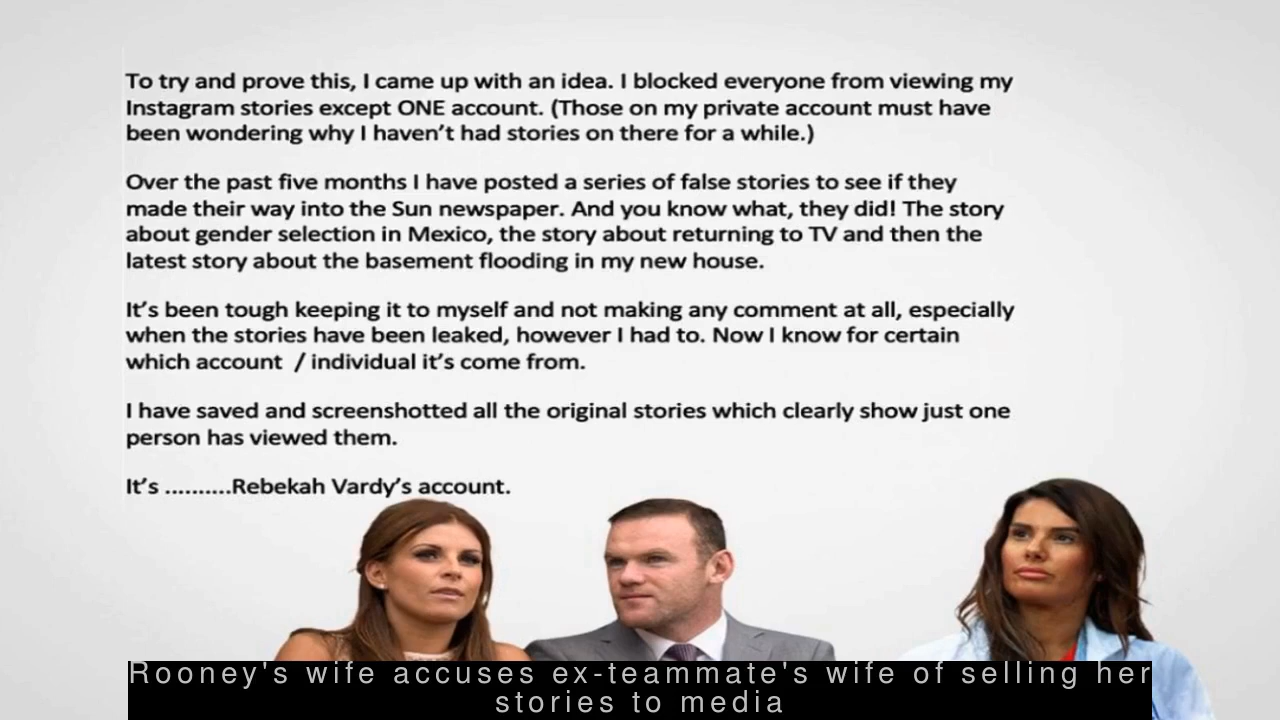 To try and prove this, I came up with an idea. I blocked everyone from viewing my
Instagram stories except ONE account. (Those on my private account must have
been wondering why I haven't had stories on there for a while.)
Over the past five months I have posted a series of false stories to see if they
made their way into the Sun newspaper. And you know what, they did! The story
about gender selection in Mexico, the story about returning to TV and then the
latest story about the basement flooding in my new house.
It's been tough keeping it to myself and not making any comment at all, especially
when the stories have been leaked, however I had to. Now I know for certain
which account / individual it's come from.
I have saved and screenshotted all the original stories which clearly show just one
person has viewed them.
It's ..........Rebekah Vardy's account.
Rooney's wife accuses ex-teammate's wife of selling her
stories to media